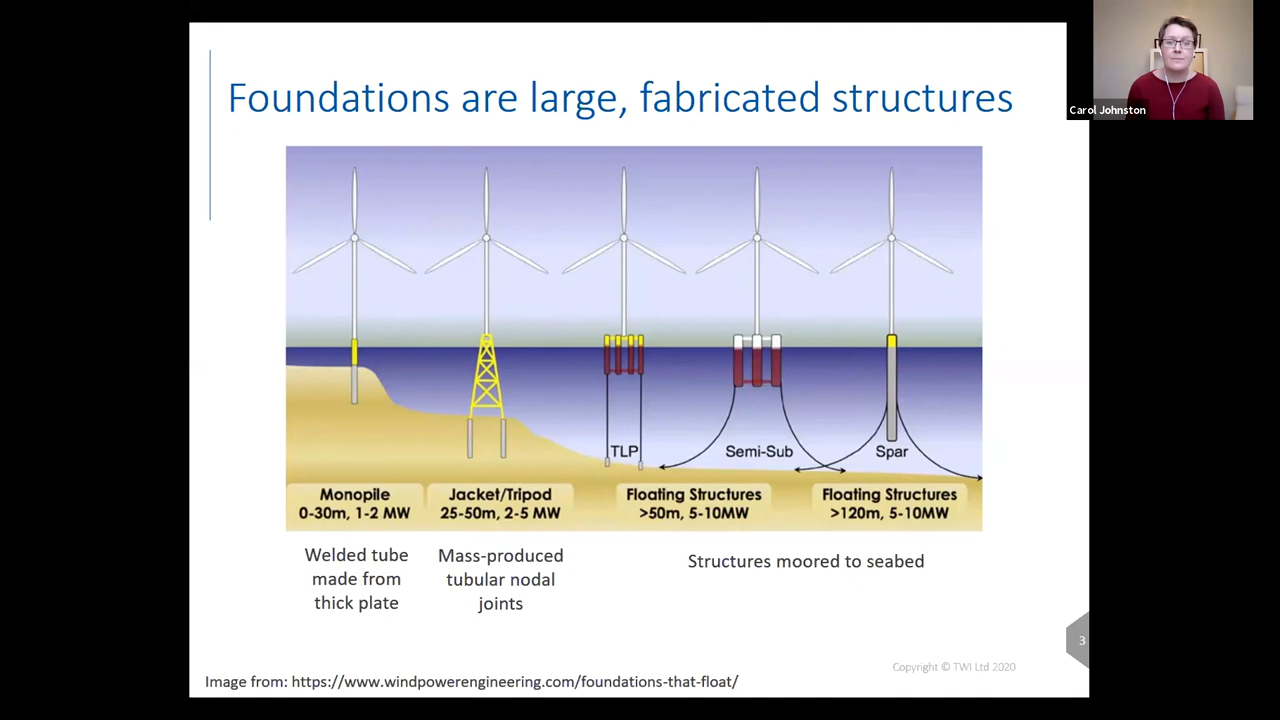 Foundations are large, fabricated structures
Carol Johnston
TLP
Semi-Sub
Spar
Monopile
0-30m, 1-2 MW
Jacket/Tripod
25-50m, 2-5 MW
Floating Structures
>50m, 5-10MW
Floating Structures
>120m, 5-10MW
Welded tube
made from
thick plate
Mass-produced
tubular nodal
joints
Structures moored to seabed
3
Copyright © TWI Ltd 2020
Image from: https://www.windpowerengineering.com/foundations-that-float/